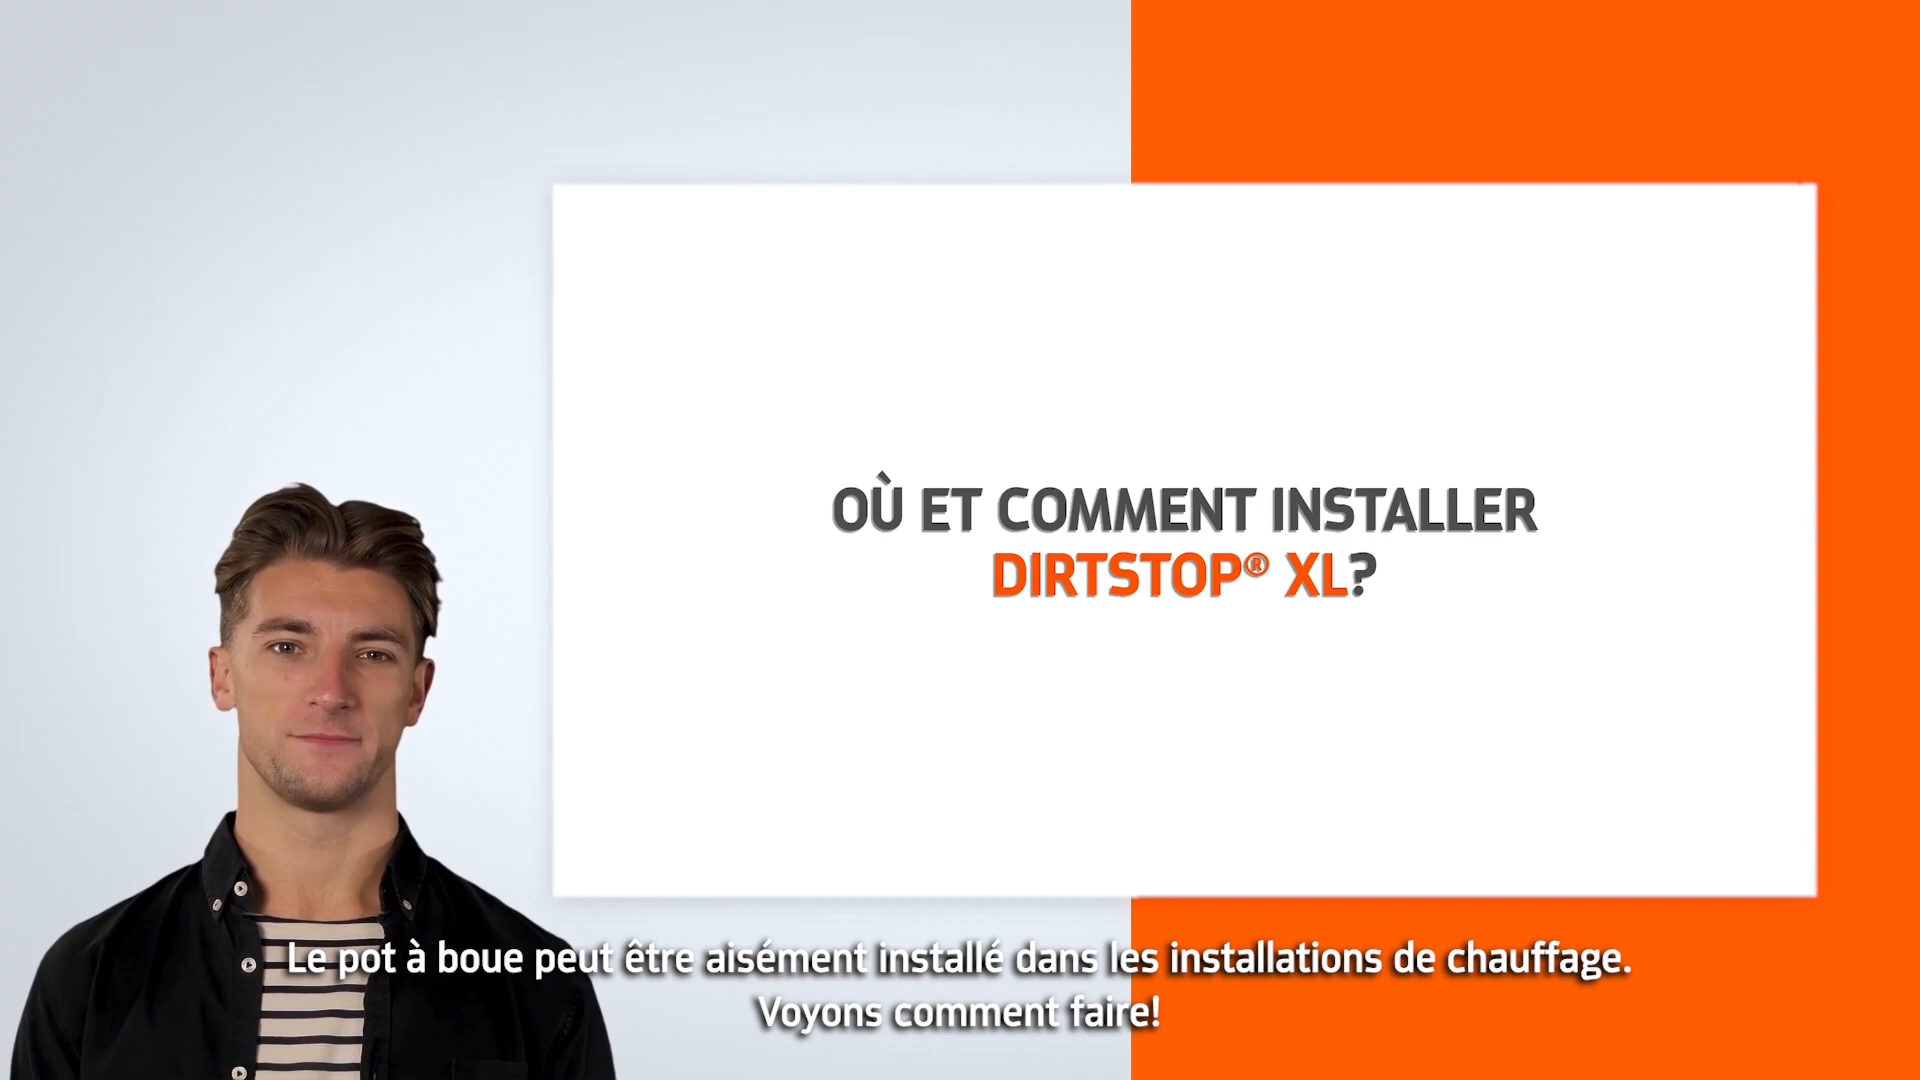 OÙ ET COMMENT INSTALLER
DIRTSTOP® XL?
Le pot à boue peut être aisément installé dans les installations de chauffage.
Voyons comment faire!